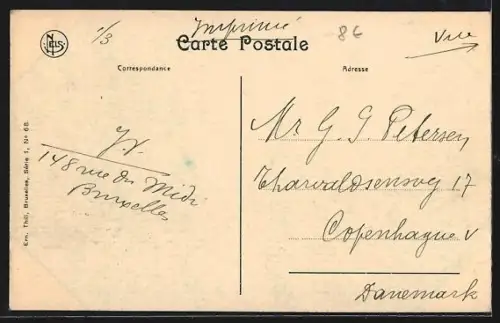 NELS
1/3
Imprimé
86
Carte Postale
Vue
Correspondance
Adresse
148 rue du Midi
Bruxelles
Mr G. G. Petersen
Thorvaldsensvej 17
Copenhague V
Danemark
Ern. Thill, Bruxelles, Série 1, No 68.